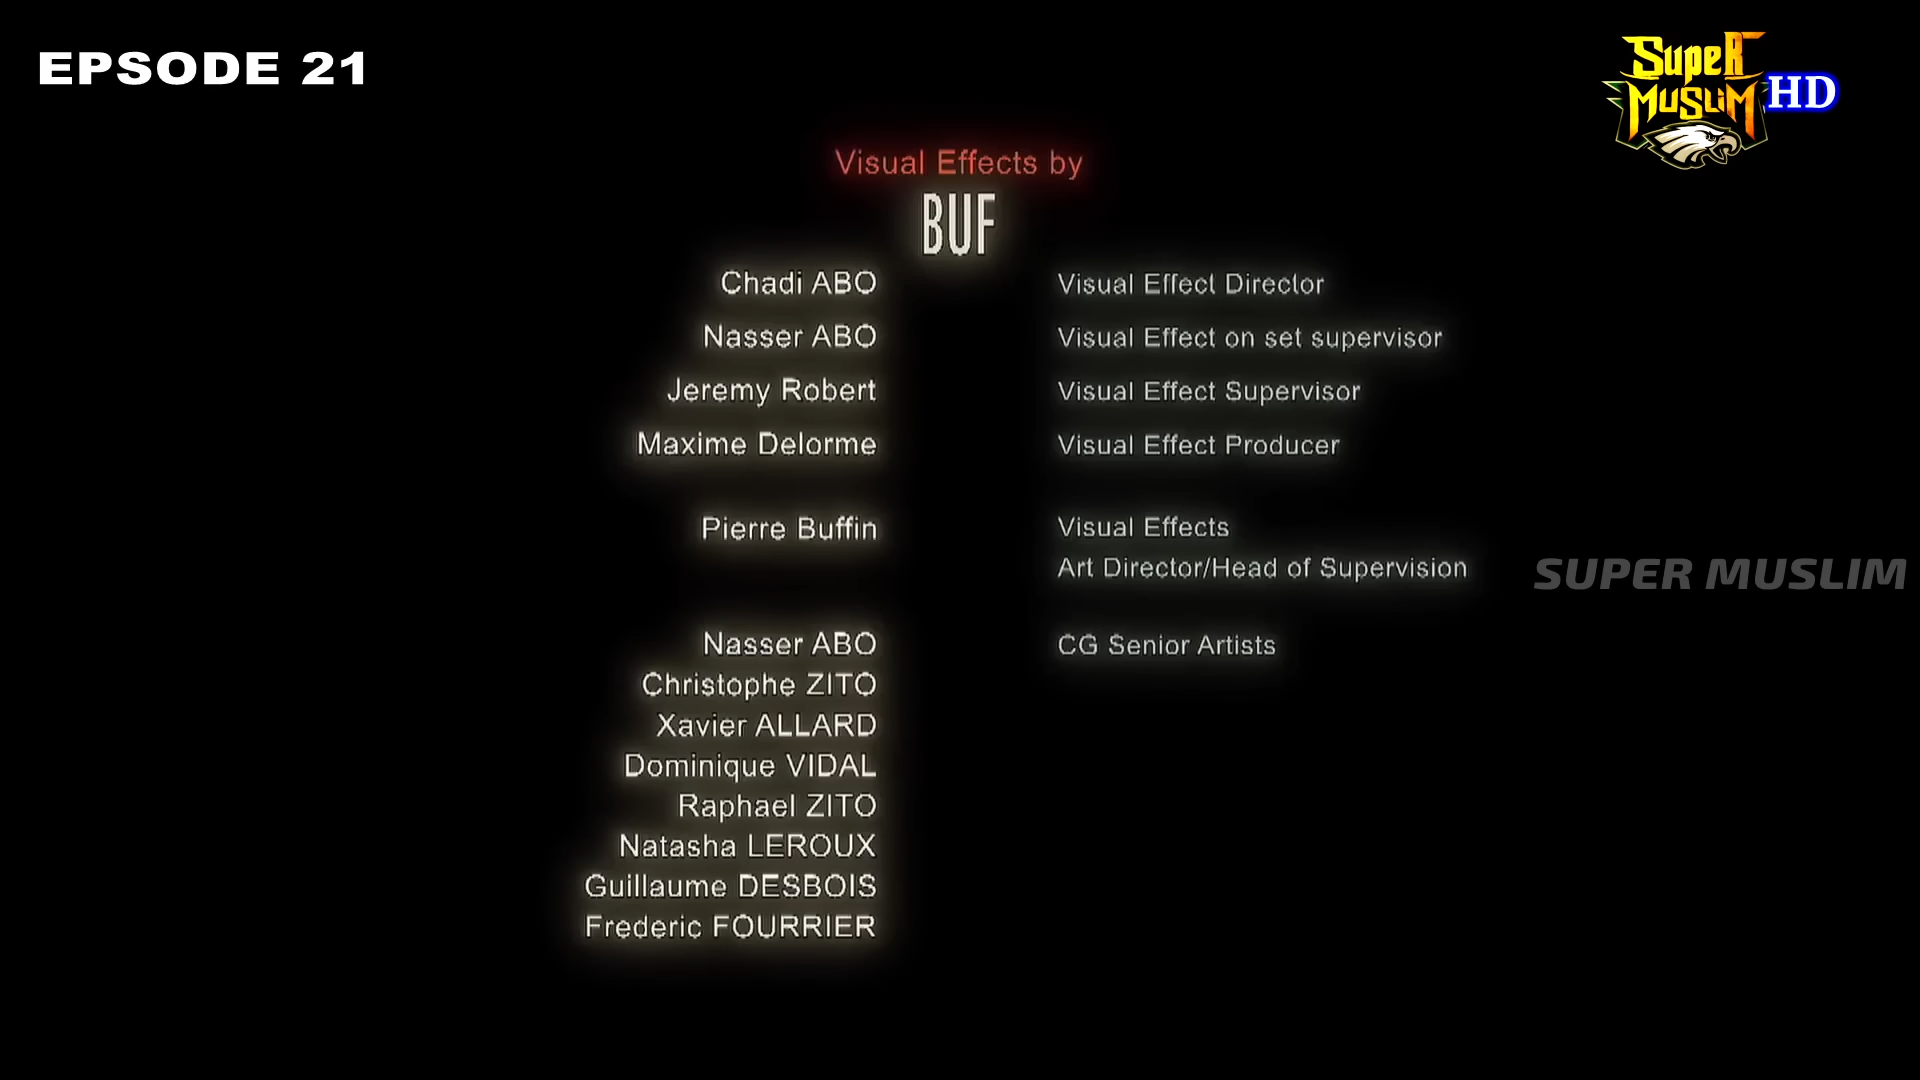 EPSODE 21
SUPER
MUSLIM
HD
Visual Effects by
BUF
Chadi ABO Visual Effect Director
Nasser ABO Visual Effect on set supervisor
Jeremy Robert Visual Effect Supervisor
Maxime Delorme Visual Effect Producer
Pierre Buffin Visual Effects
Art Director/Head of Supervision
SUPER MUSLIM
Nasser ABO CG Senior Artists
Christophe ZITO
Xavier ALLARD
Dominique VIDAL
Raphael ZITO
Natasha LEROUX
Guillaume DESBOIS
Frederic FOURRIER